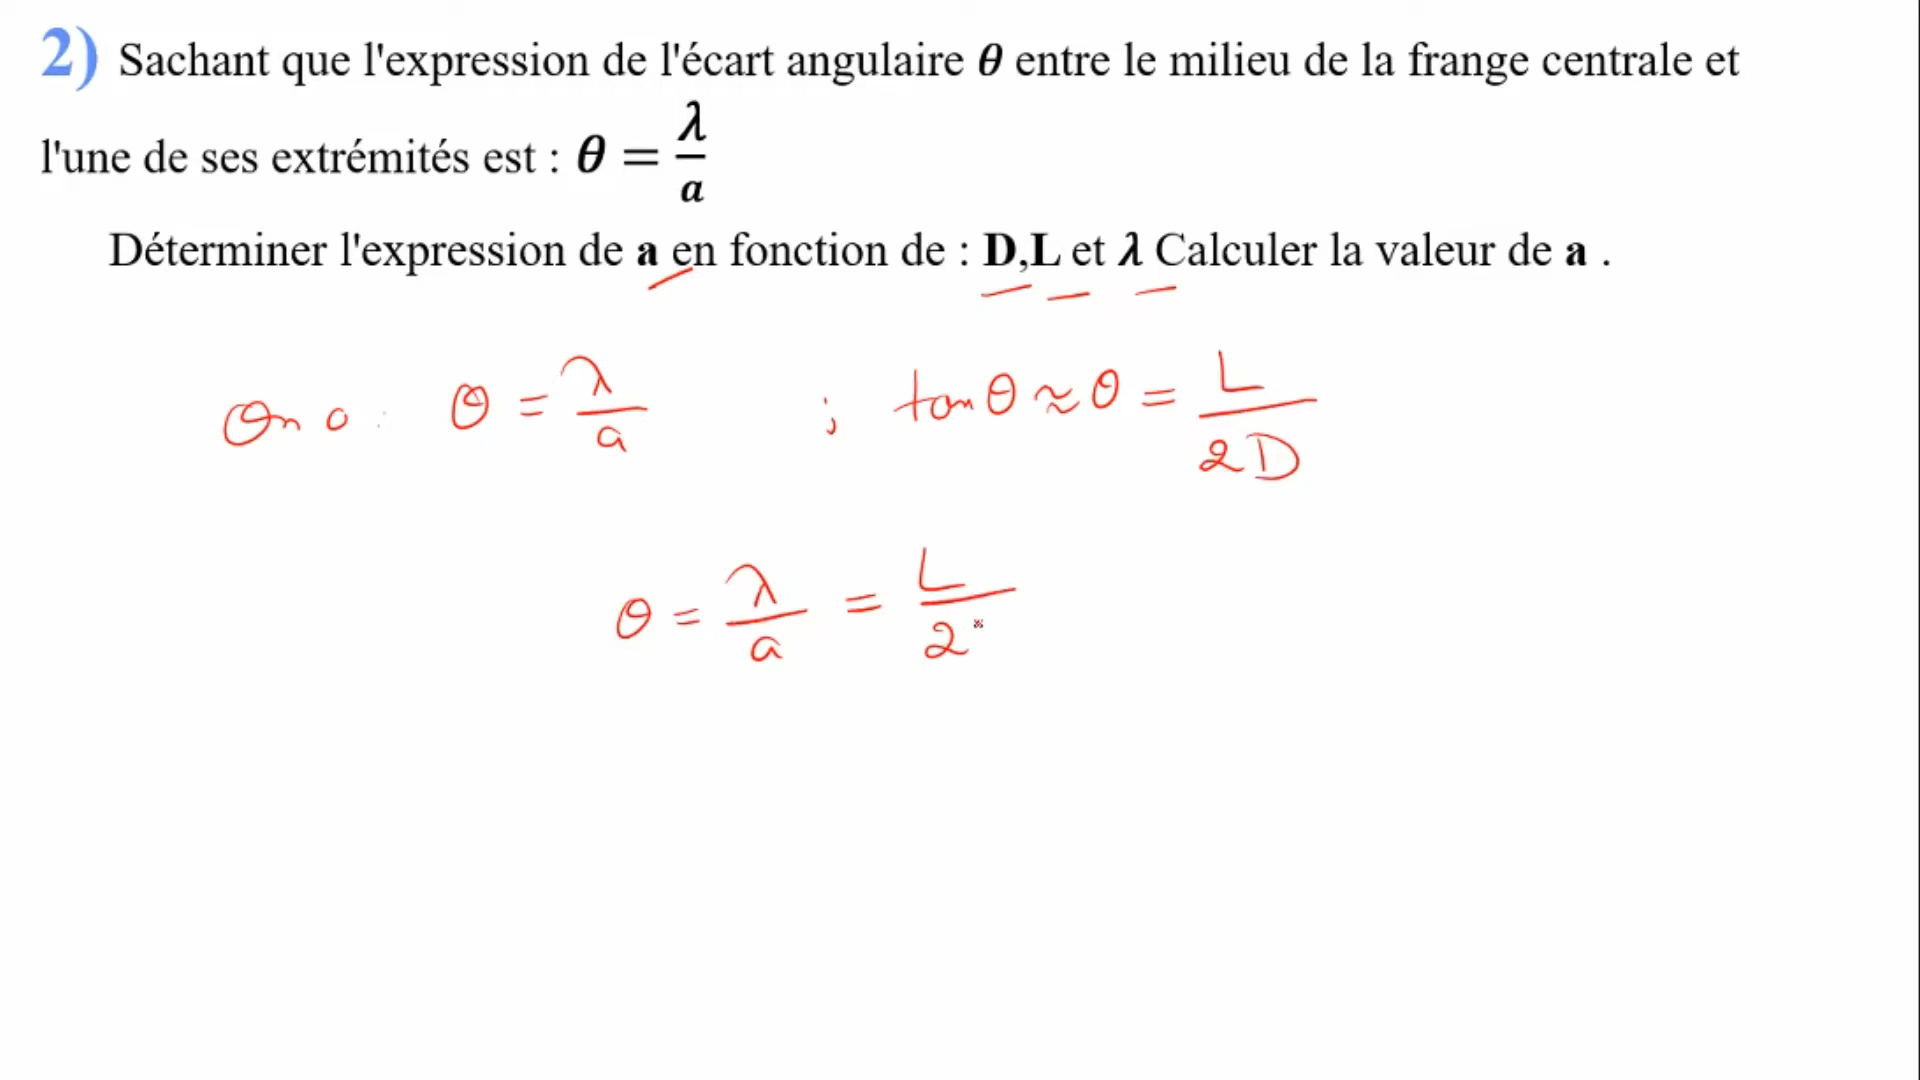 2) Sachant que l'expression de l'écart angulaire θ entre le milieu de la frange centrale et
l'une de ses extrémités est : θ = λ/a
Déterminer l'expression de a en fonction de : D,L et λ Calculer la valeur de a .
On a : θ = λ/a ; tan θ ≈ θ = L/2D
θ = λ/a = L/2